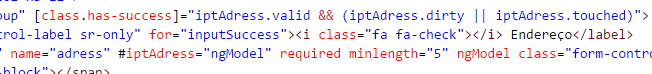 oup" [class.has-success]="iptAdress.valid && (iptAdress.dirty || iptAdress.touched)">
trol-label sr-only" for="inputSuccess"><i class="fa fa-check"></i> Endereço</label>
" name="adress" #iptAdress="ngModel" required minlength="5" ngModel class="form-contro
-block"></span>